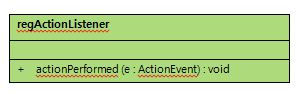 regActionListener
+ actionPerformed (e : ActionEvent) : void